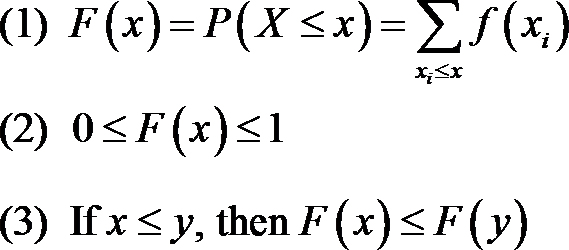 (1) F(x) = P(X ≤ x) = ∑_{x_i ≤ x} f(x_i)
(2) 0 ≤ F(x) ≤ 1
(3) If x ≤ y, then F(x) ≤ F(y)